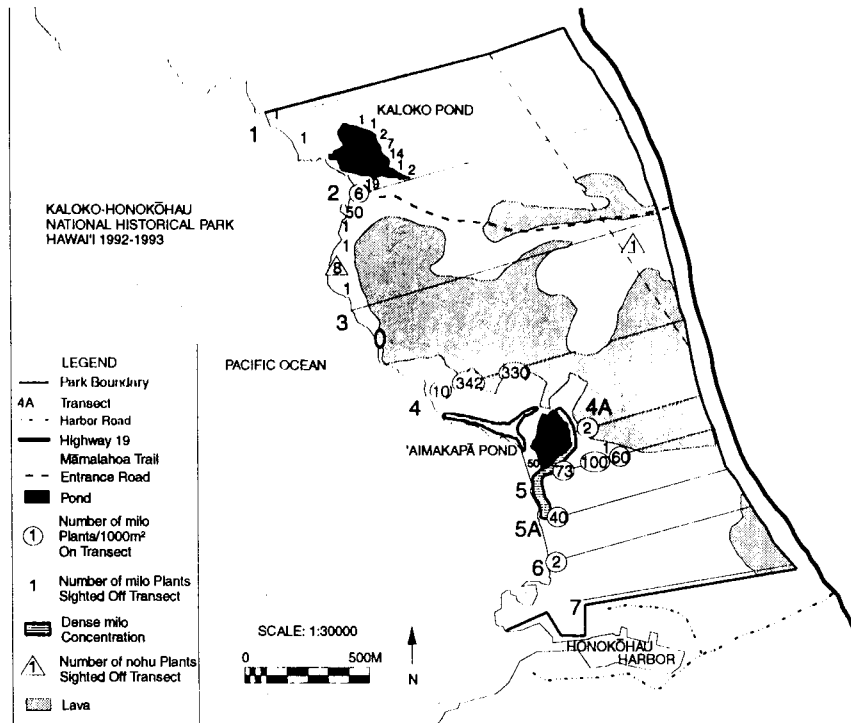 KALOKO POND
1
1
1
2
7
14
1
2
1
1
19
2
6
50
KALOKO-HONOKŌHAU
NATIONAL HISTORICAL PARK
HAWAI'I 1992-1993
1
1
1
8
1
3
0
PACIFIC OCEAN
10
342
330
4
4A
2
'AIMAKAPĀ POND
1
50
73
100
60
5
40
5A
6
2
7
HONOKŌHAU
HARBOR
LEGEND
Park Boundary
4A Transect
Harbor Road
Highway 19
Māmalahoa Trail
Entrance Road
Pond
1 Number of milo
Plants/1000m²
On Transect
1 Number of milo Plants
Sighted Off Transect
Dense milo
Concentration
1 Number of nohu Plants
Sighted Off Transect
Lava
SCALE: 1:30000
0 500M
N